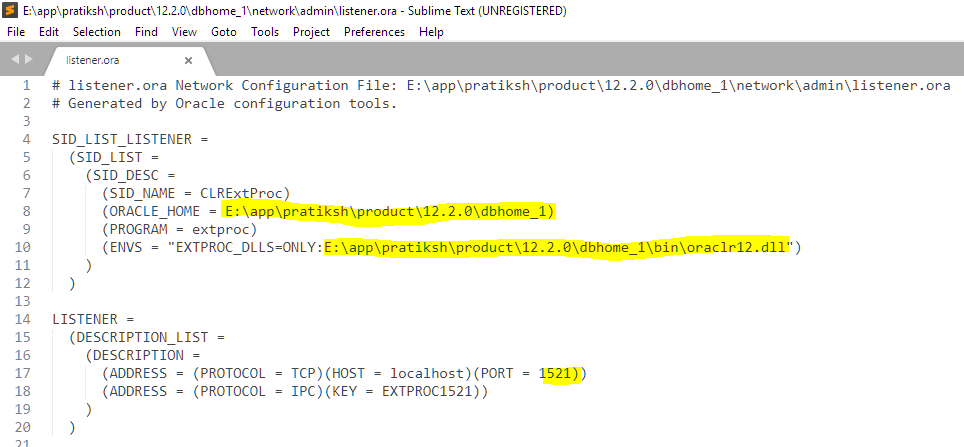 E:\app\pratiksh\product\12.2.0\dbhome_1\network\admin\listener.ora - Sublime Text (UNREGISTERED)
File Edit Selection Find View Goto Tools Project Preferences Help
listener.ora ×
1 # listener.ora Network Configuration File: E:\app\pratiksh\product\12.2.0\dbhome_1\network\admin\listener.ora
2 # Generated by Oracle configuration tools.
3
4 SID_LIST_LISTENER =
5 (SID_LIST =
6 (SID_DESC =
7 (SID_NAME = CLRExtProc)
8 (ORACLE_HOME = E:\app\pratiksh\product\12.2.0\dbhome_1)
9 (PROGRAM = extproc)
10 (ENVS = "EXTPROC_DLLS=ONLY:E:\app\pratiksh\product\12.2.0\dbhome_1\bin\oraclr12.dll")
11 )
12 )
13
14 LISTENER =
15 (DESCRIPTION_LIST =
16 (DESCRIPTION =
17 (ADDRESS = (PROTOCOL = TCP)(HOST = localhost)(PORT = 1521))
18 (ADDRESS = (PROTOCOL = IPC)(KEY = EXTPROC1521))
19 )
20 )
21